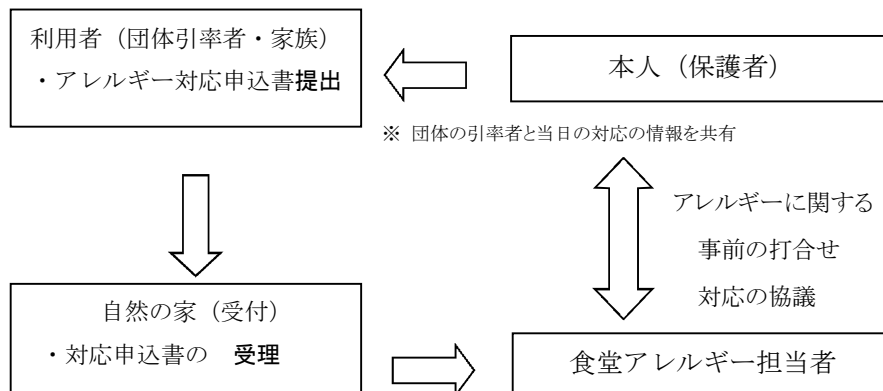 利用者（団体引率者・家族）
・アレルギー対応申込書提出
本人（保護者）
※ 団体の引率者と当日の対応の情報を共有
アレルギーに関する
事前の打合せ
対応の協議
自然の家（受付）
・対応申込書の　受理
食堂アレルギー担当者